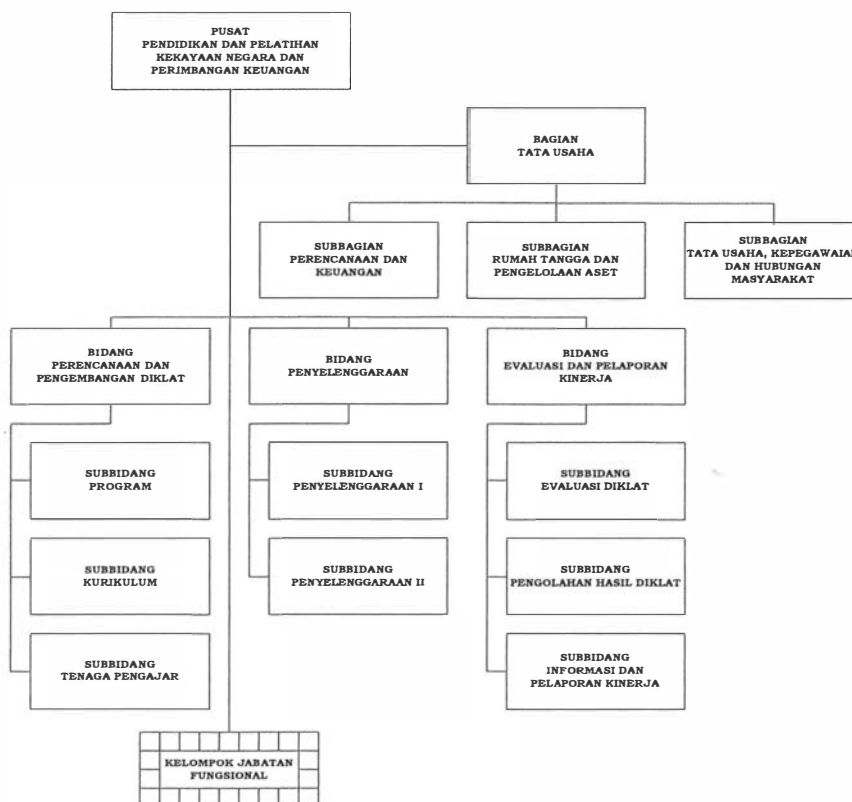 PUSAT
PENDIDIKAN DAN PELATIHAN
KEKAYAAN NEGARA DAN
PERIMBANGAN KEUANGAN
BAGIAN
TATA USAHA
SUBBAGIAN
PERENCANAAN DAN
KEUANGAN
SUBBAGIAN
RUMAH TANGGA DAN
PENGELOLAAN ASET
SUBBAGIAN
TATA USAHA, KEPEGAWAIAN
DAN HUBUNGAN
MASYARAKAT
BIDANG
PERENCANAAN DAN
PENGEMBANGAN DIKLAT
BIDANG
PENYELENGGARAAN
BIDANG
EVALUASI DAN PELAPORAN
KINERJA
SUBBIDANG
PROGRAM
SUBBIDANG
PENYELENGGARAAN I
SUBBIDANG
EVALUASI DIKLAT
SUBBIDANG
KURIKULUM
SUBBIDANG
PENYELENGGARAAN II
SUBBIDANG
PENGOLAHAN HASIL DIKLAT
SUBBIDANG
TENAGA PENGAJAR
SUBBIDANG
INFORMASI DAN
PELAPORAN KINERJA
KELOMPOK JABATAN
FUNGSIONAL